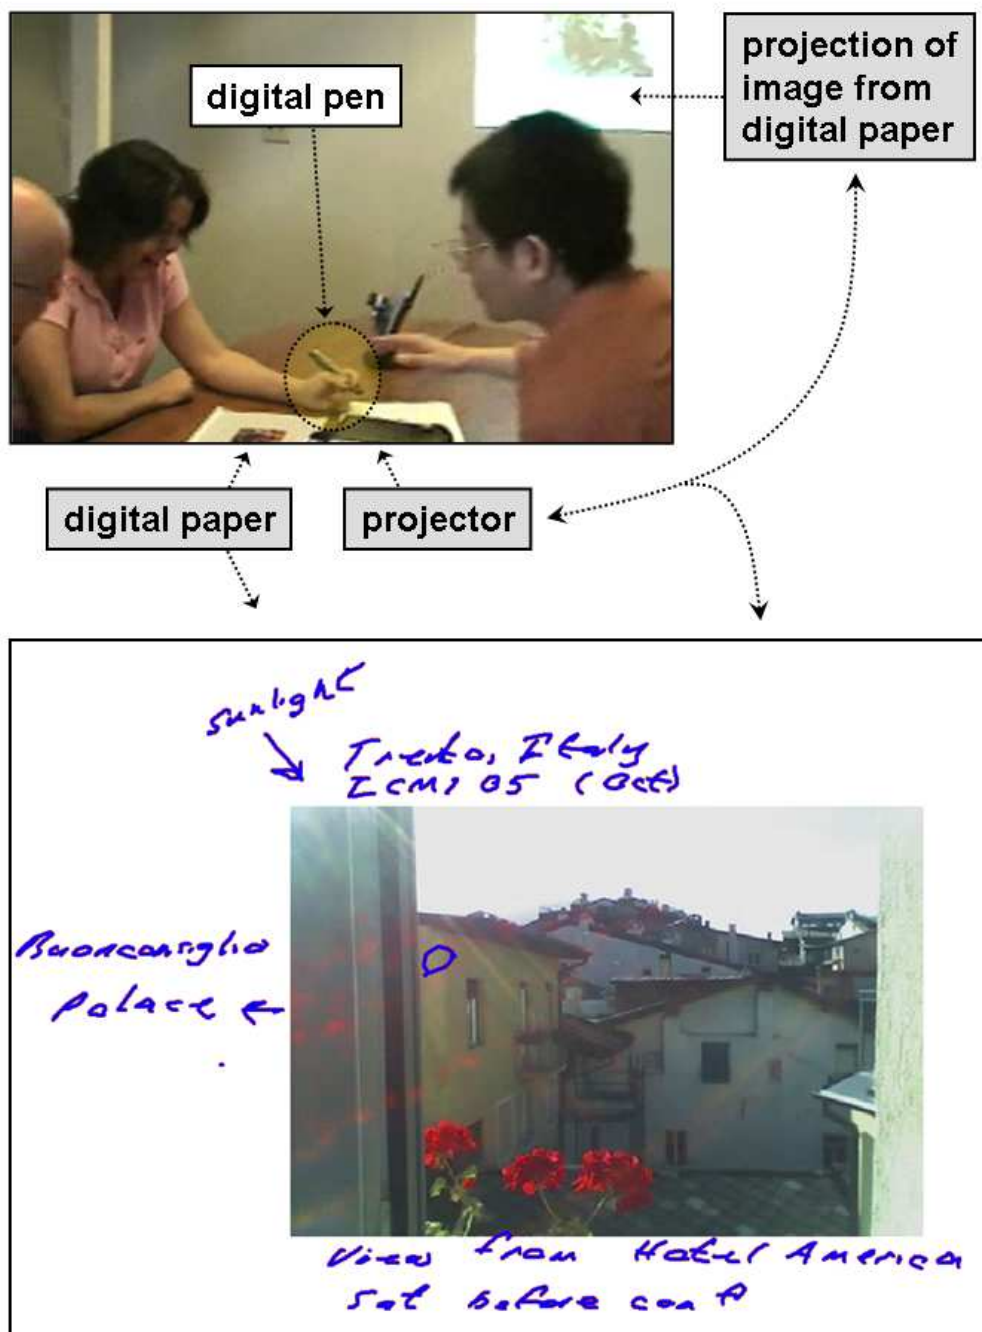 digital pen
projection of
image from
digital paper
digital paper
projector
sunlight
Trento, Italy
ICMI 05 (Oct)
Buonconsiglio
Palace ←
View from Hotel America
Sat before conf